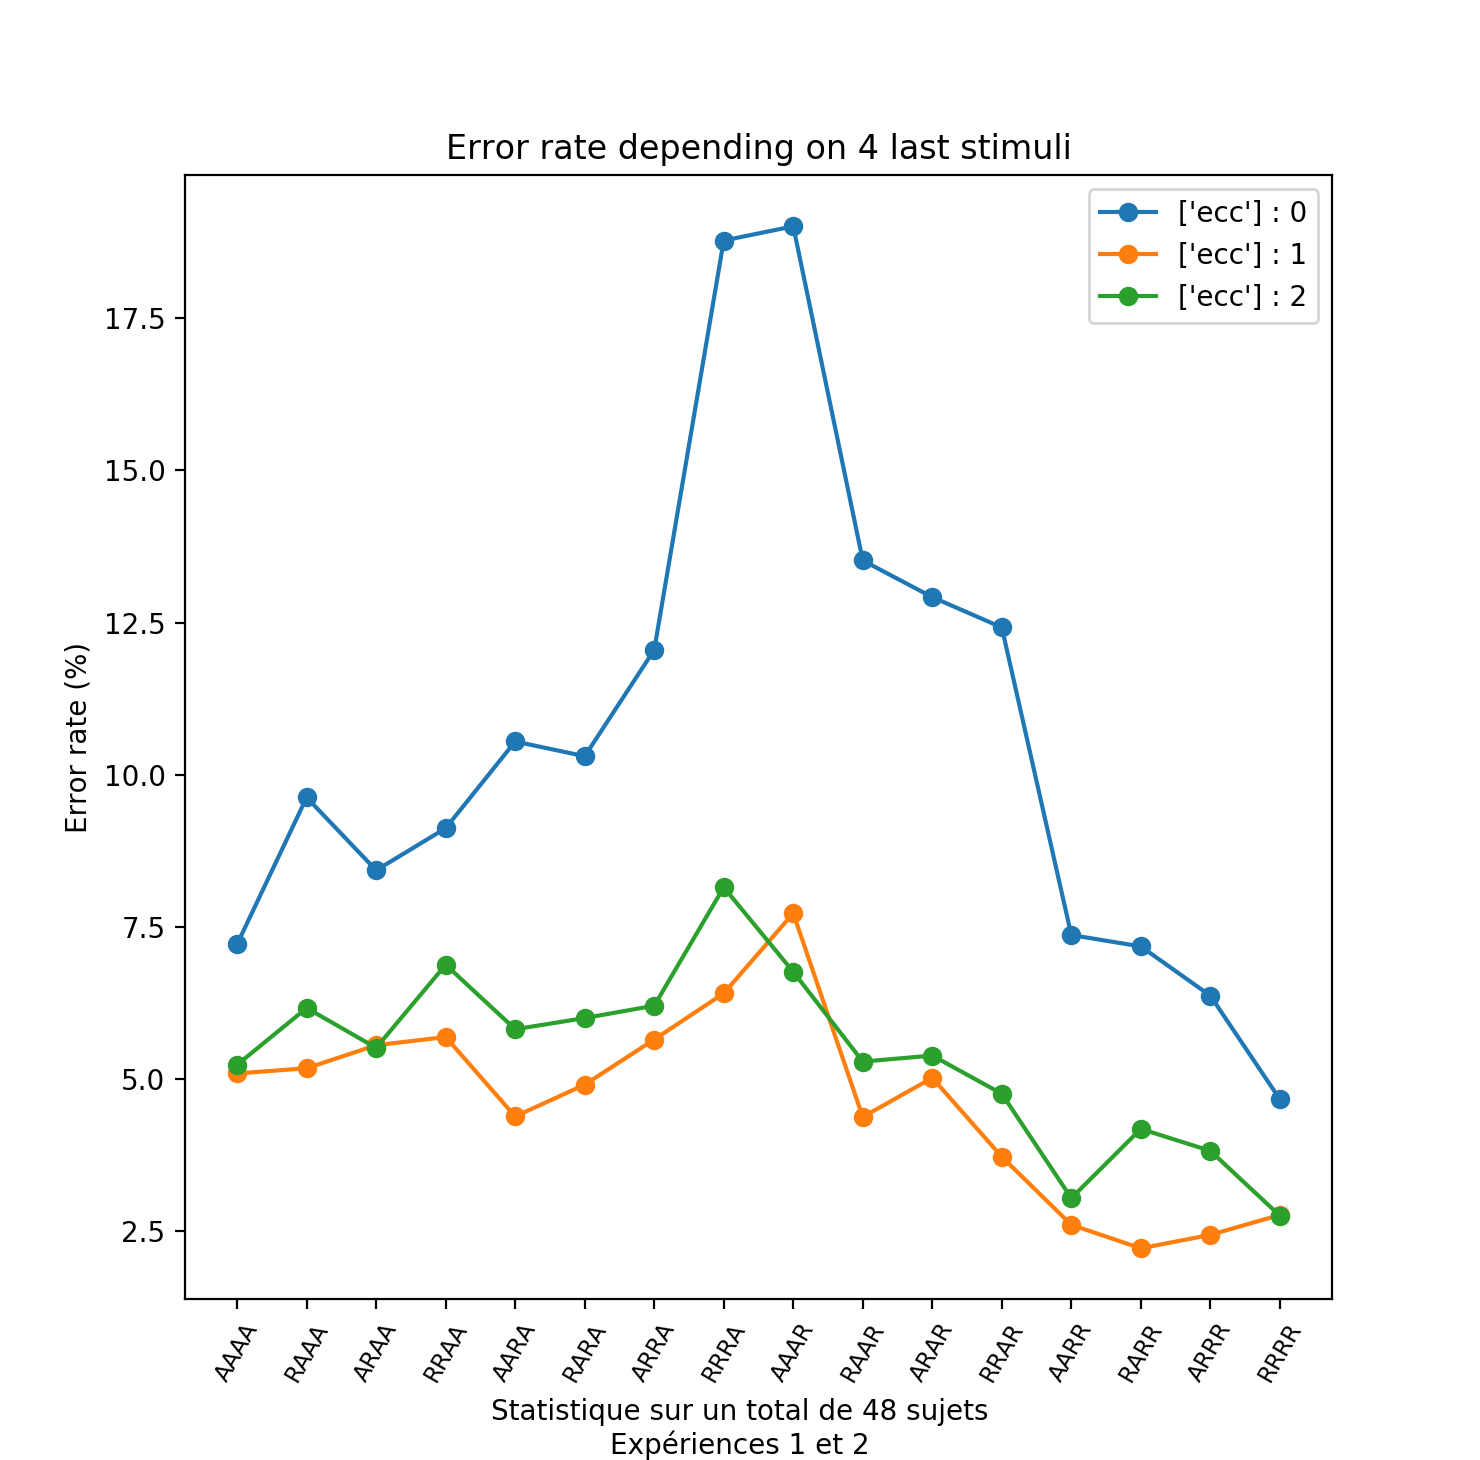 Error rate depending on 4 last stimuli
['ecc'] : 0
['ecc'] : 1
['ecc'] : 2
17.5
15.0
12.5
10.0
7.5
5.0
2.5
Error rate (%)
AAAA RAAA ARAA RRAA AARA RARA ARRA RRRA AAAR RAAR ARAR RRAR AARR RARR ARRR RRRR
Statistique sur un total de 48 sujets
Expériences 1 et 2